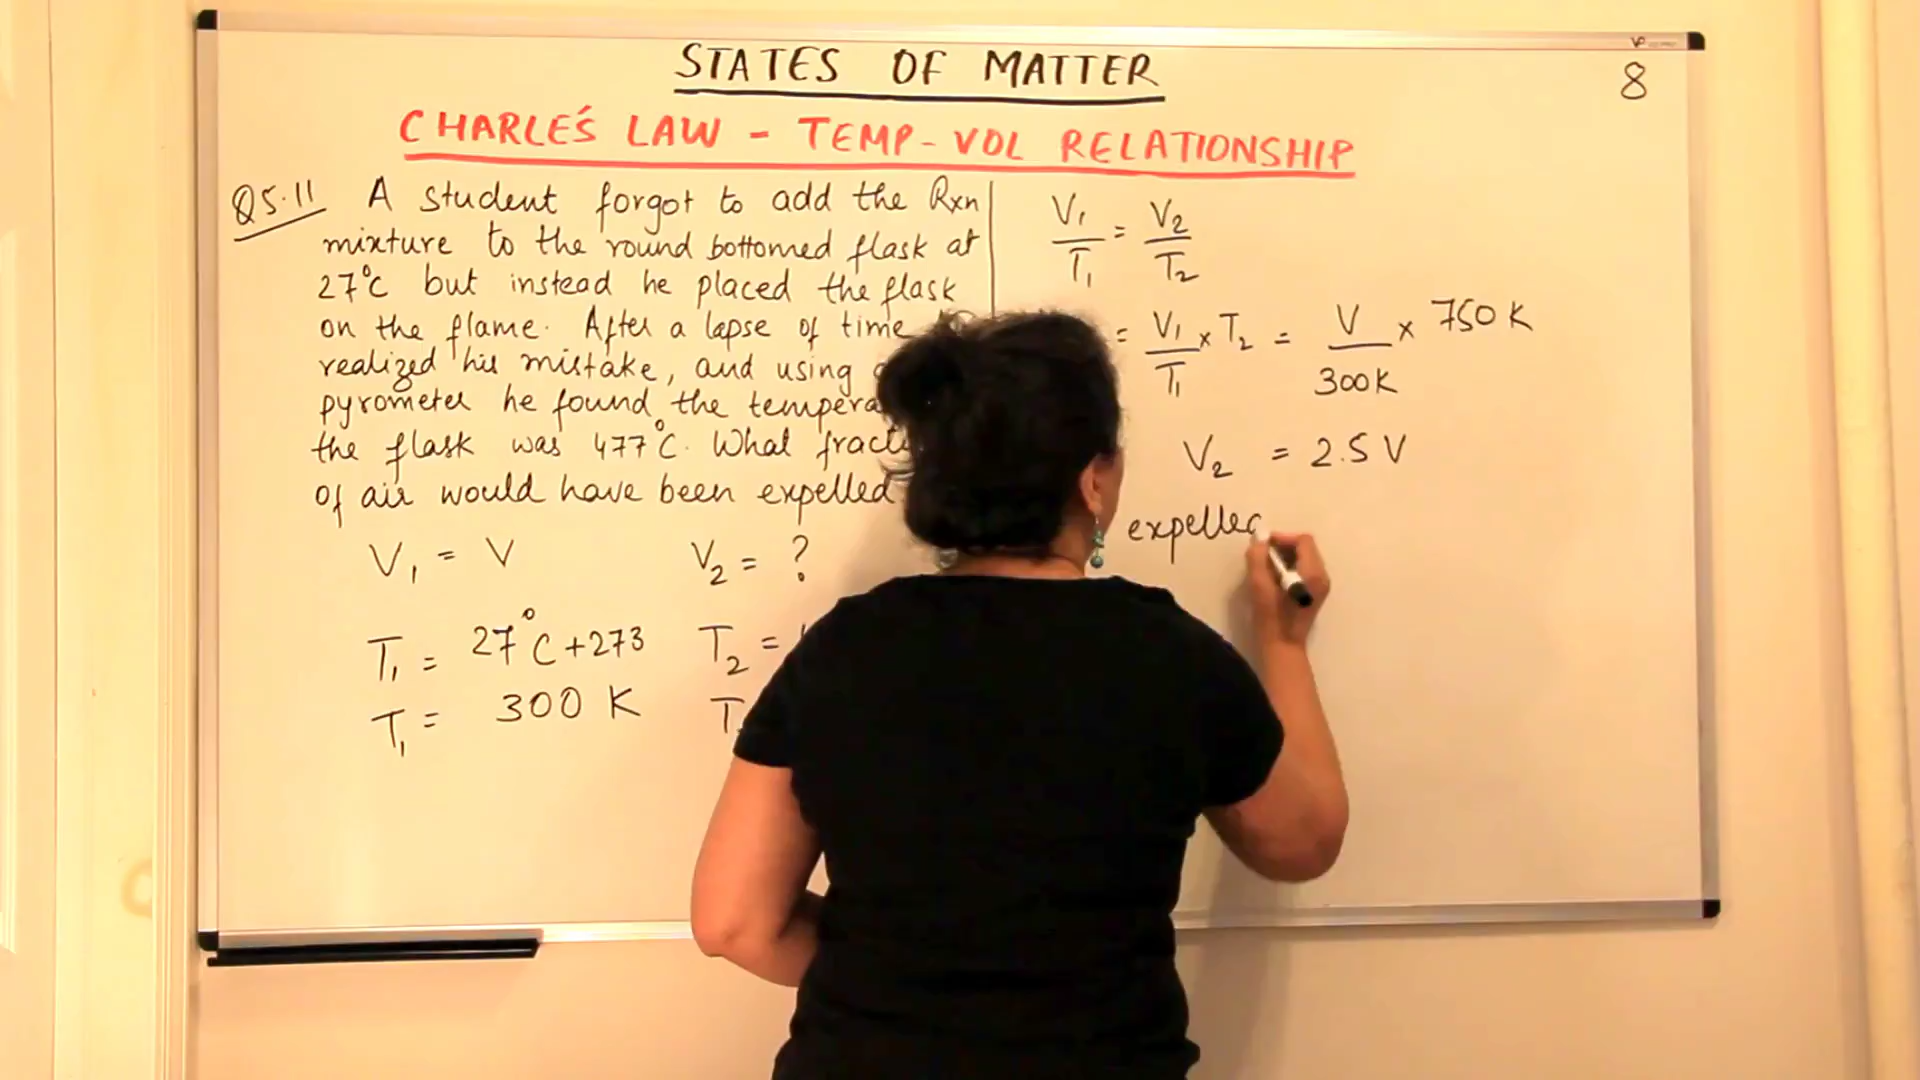 STATES OF MATTER
8
CHARLE'S LAW - TEMP-VOL RELATIONSHIP
Q5.11 A student forgot to add the Rxn
mixture to the round bottomed flask at
27°C but instead he placed the flask
on the flame. After a lapse of time
realized his mistake, and using
pyrometer he found the
the flask was 477°C. What
of air would have been expelled
V₁ = V V₂ = ?
T₁ = 27°C+273 T₂ =
T₁ = 300 K
V₁/T₁ = V₂/T₂
= V₁/T₁ × T₂ = V/300K × 750 K
V₂ = 2.5 V